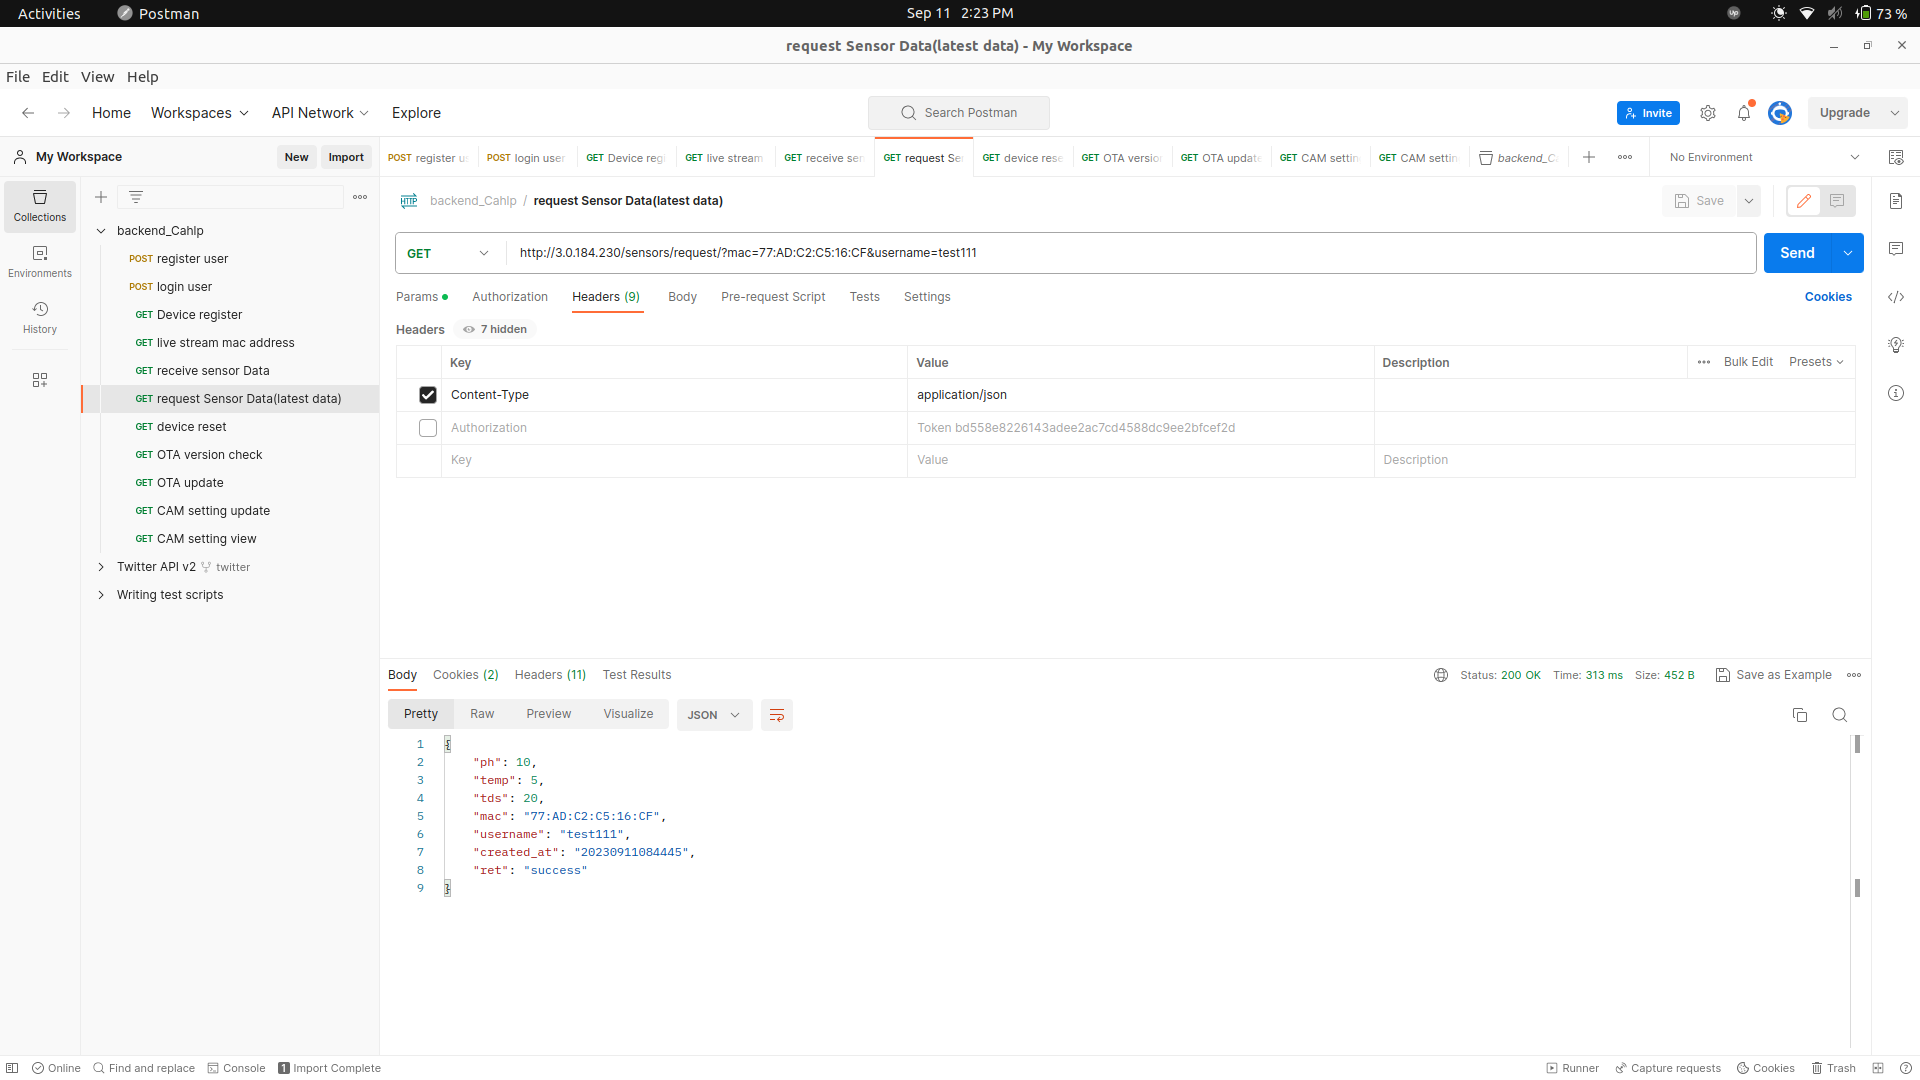 Activities
Postman
Sep 11 2:23 PM
73 %
request Sensor Data(latest data) - My Workspace
File Edit View Help
Home Workspaces API Network Explore
Search Postman
Invite
Upgrade
My Workspace
New Import
POST register u
POST login user
GET Device regi
GET live stream
GET receive sen
GET request Se
GET device rese
GET OTA versio
GET OTA update
GET CAM settin
GET CAM settin
backend_C
No Environment
Collections
Environments
History
backend_Cahlp
POST register user
POST login user
GET Device register
GET live stream mac address
GET receive sensor Data
GET request Sensor Data(latest data)
GET device reset
GET OTA version check
GET OTA update
GET CAM setting update
GET CAM setting view
Twitter API v2 twitter
Writing test scripts
HTTP backend_Cahlp / request Sensor Data(latest data)
Save
GET http://3.0.184.230/sensors/request/?mac=77:AD:C2:C5:16:CF&username=test111
Send
Params Authorization Headers (9) Body Pre-request Script Tests Settings
Cookies
Headers 7 hidden
Key Value Description Bulk Edit Presets
Content-Type application/json
Authorization Token bd558e8226143adee2ac7cd4588dc9ee2bfcef2d
Key Value Description
Body Cookies (2) Headers (11) Test Results
Status: 200 OK Time: 313 ms Size: 452 B Save as Example
Pretty Raw Preview Visualize JSON
1 {
2 "ph": 10,
3 "temp": 5,
4 "tds": 20,
5 "mac": "77:AD:C2:C5:16:CF",
6 "username": "test111",
7 "created_at": "20230911084445",
8 "ret": "success"
9 }
Online Find and replace Console 1 Import Complete
Runner Capture requests Cookies Trash